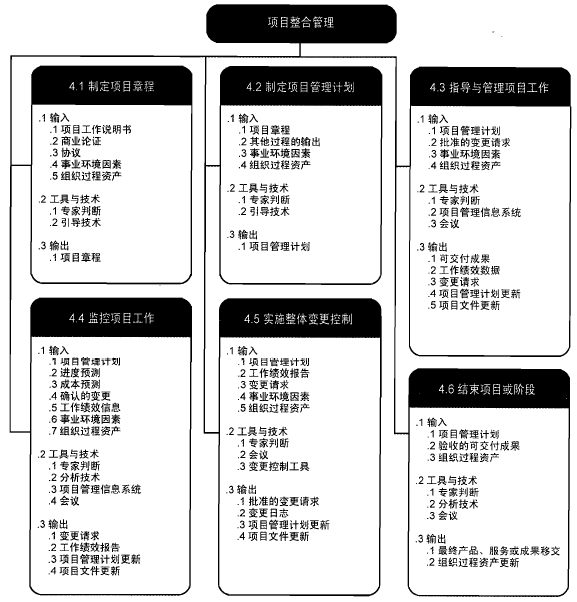 项目整合管理
4.1 制定项目章程
.1 输入
.1 项目工作说明书
.2 商业论证
.3 协议
.4 事业环境因素
.5 组织过程资产
.2 工具与技术
.1 专家判断
.2 引导技术
.3 输出
.1 项目章程
4.2 制定项目管理计划
.1 输入
.1 项目章程
.2 其他过程的输出
.3 事业环境因素
.4 组织过程资产
.2 工具与技术
.1 专家判断
.2 引导技术
.3 输出
.1 项目管理计划
4.3 指导与管理项目工作
.1 输入
.1 项目管理计划
.2 批准的变更请求
.3 事业环境因素
.4 组织过程资产
.2 工具与技术
.1 专家判断
.2 项目管理信息系统
.3 会议
.3 输出
.1 可交付成果
.2 工作绩效数据
.3 变更请求
.4 项目管理计划更新
.5 项目文件更新
4.4 监控项目工作
.1 输入
.1 项目管理计划
.2 进度预测
.3 成本预测
.4 确认的变更
.5 工作绩效信息
.6 事业环境因素
.7 组织过程资产
.2 工具与技术
.1 专家判断
.2 分析技术
.3 项目管理信息系统
.4 会议
.3 输出
.1 变更请求
.2 工作绩效报告
.3 项目管理计划更新
.4 项目文件更新
4.5 实施整体变更控制
.1 输入
.1 项目管理计划
.2 工作绩效报告
.3 变更请求
.4 事业环境因素
.5 组织过程资产
.2 工具与技术
.1 专家判断
.2 会议
.3 变更控制工具
.3 输出
.1 批准的变更请求
.2 变更日志
.3 项目管理计划更新
.4 项目文件更新
4.6 结束项目或阶段
.1 输入
.1 项目管理计划
.2 验收的可交付成果
.3 组织过程资产
.2 工具与技术
.1 专家判断
.2 分析技术
.3 会议
.3 输出
.1 最终产品、服务或成果移交
.2 组织过程资产更新